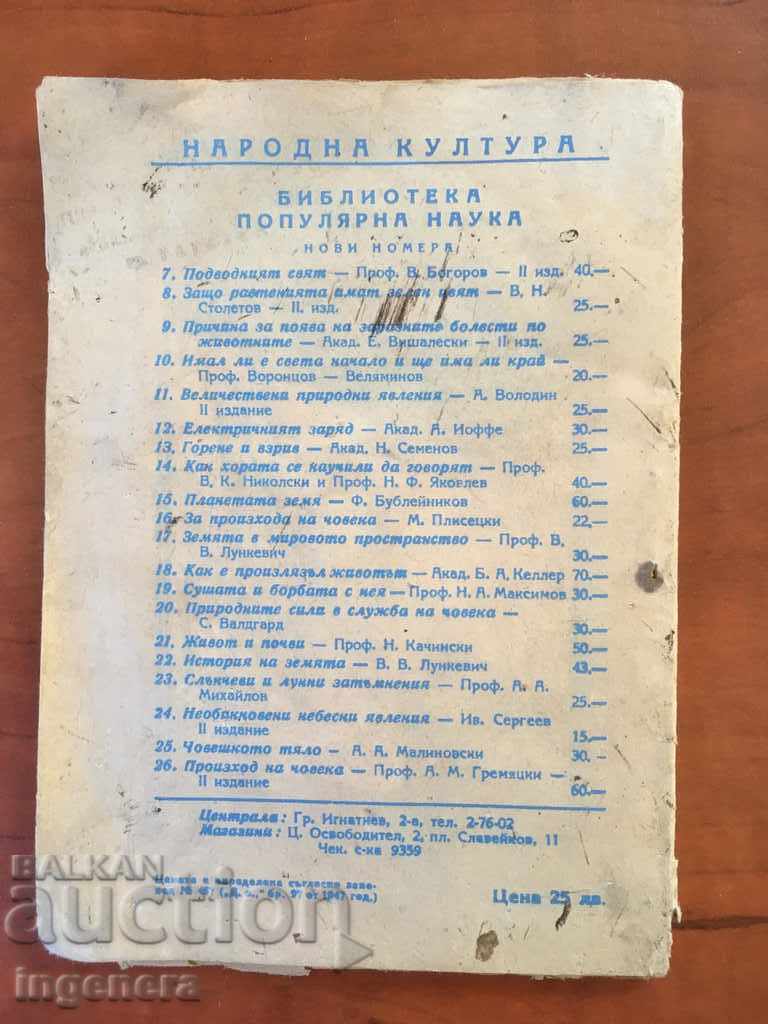 НАРОДНА КУЛТУРА
БИБЛИОТЕКА
ПОПУЛЯРНА НАУКА
НОВИ НОМЕРА
7. Подводният свят — Проф. В. Богоров — II изд. 40.—
8. Защо растенията имат зелен цвят — В, Н.
Столетов — II. изд. 25.—
9. Причина за поява на заразните болести по
животните — Акад. Е. Вишалески — II изд. 25.—
10. Имал ли е света начало и ще има ли край —
Проф. Воронцов — Веляминов 20.—
11. Величествени природни явления — А. Володин
II издание 25.—
12. Електричният заряд — Акад. А. Иоффе 30.—
13. Горене и взрив — Акад. Н. Семенов 25.—
14. Как хората се научили да говорят — Проф.
В, К. Николски и Проф. Н. Ф. Яковлев 40.—
15. Планетата земя — Ф. Бублейников 60.—
16. За произхода на човека — М. Плисецки 22.—
17. Земята в мировото пространство — Проф. В,
В. Лункевич 30.—
18. Как е произлязъл животът — Акад. Б. А, Келлер 70.—
19. Сушата и борбата с нея — Проф. Н. А. Максимов 30.—
20. Природните сили в служба на човека —
С. Валдгард 30.—
21. Живот и почви — Проф. Н. Качински 50.—
22. История на земята — В. В. Лункевич 43.—
23. Слънчеви и лунни затъмнения — Проф. А. А.
Михайлов 25.—
24. Необикновени небесни явления — Ив. Сергеев
II издание 15.—
25. Човешкото тяло — А. А. Малиновски 30. -
26. Произход на човека — Проф. А. М. Гремяцки —
II издание 60.—
Централа: Гр. Игнатиев, 2-а, тел. 2-76-02
Магазини: Ц. Освободител, 2, пл. Славейков, 11
Чек. с-ка 9359
Цената е определена съгласно запо-
вед № от 1947 год.)
Цена 25 лв.
BALKAN
auction
ingenera